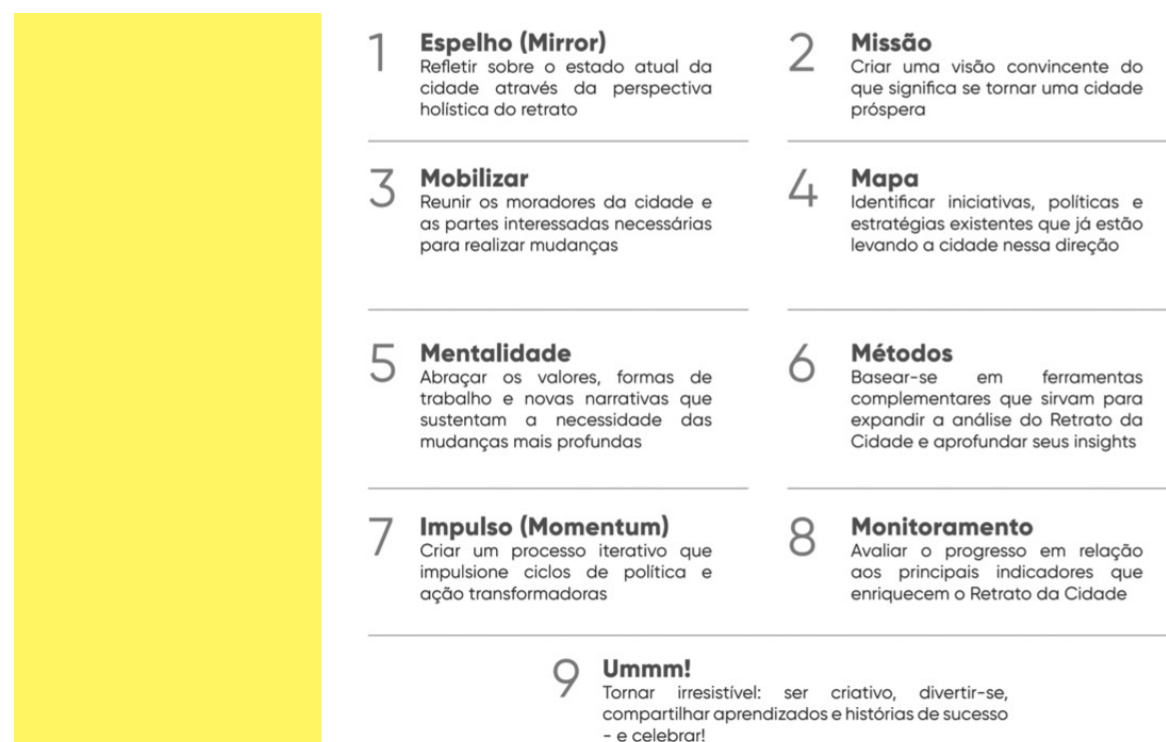 1
Espelho (Mirror)
Refletir sobre o estado atual da
cidade através da perspectiva
holística do retrato
2
Missão
Criar uma visão convincente do
que significa se tornar uma cidade
próspera
3
Mobilizar
Reunir os moradores da cidade e
as partes interessadas necessárias
para realizar mudanças
4
Mapa
Identificar iniciativas, políticas e
estratégias existentes que já estão
levando a cidade nessa direção
5
Mentalidade
Abraçar os valores, formas de
trabalho e novas narrativas que
sustentam a necessidade das
mudanças mais profundas
6
Métodos
Basear-se em ferramentas
complementares que sirvam para
expandir a análise do Retrato da
Cidade e aprofundar seus insights
7
Impulso (Momentum)
Criar um processo iterativo que
impulsione ciclos de política e
ação transformadoras
8
Monitoramento
Avaliar o progresso em relação
aos principais indicadores que
enriquecem o Retrato da Cidade
9
Ummm!
Tornar irresistível: ser criativo, divertir-se,
compartilhar aprendizados e histórias de sucesso
- e celebrar!